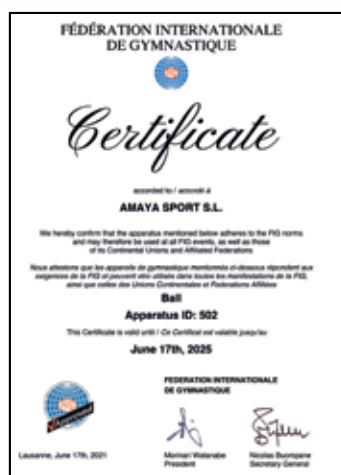 FÉDÉRATION INTERNATIONALE
DE GYMNASTIQUE
Certificate
accorded to / accordé à
AMAYA SPORT S.L.
We hereby confirm that the apparatus mentioned below adheres to the FIG norms
and may therefore be used at all FIG events, as well as those
of its Continental Unions and Affiliated Federations
Nous attestons que les appareils de gymnastique mentionnés ci-dessous répondent aux
exigences de la FIG et peuvent être utilisés dans toutes les manifestations de la FIG,
ainsi que celles des Unions Continentales et Fédérations Affiliées
Ball
Apparatus ID: 502
This Certificate is valid until / Ce Certificat est valable jusqu'au
June 17th, 2025
FEDERATION INTERNATIONALE
DE GYMNASTIQUE
Approved
Lausanne, June 17th, 2021
Morinari Watanabe
President
Nicolas Buompane
Secretary General